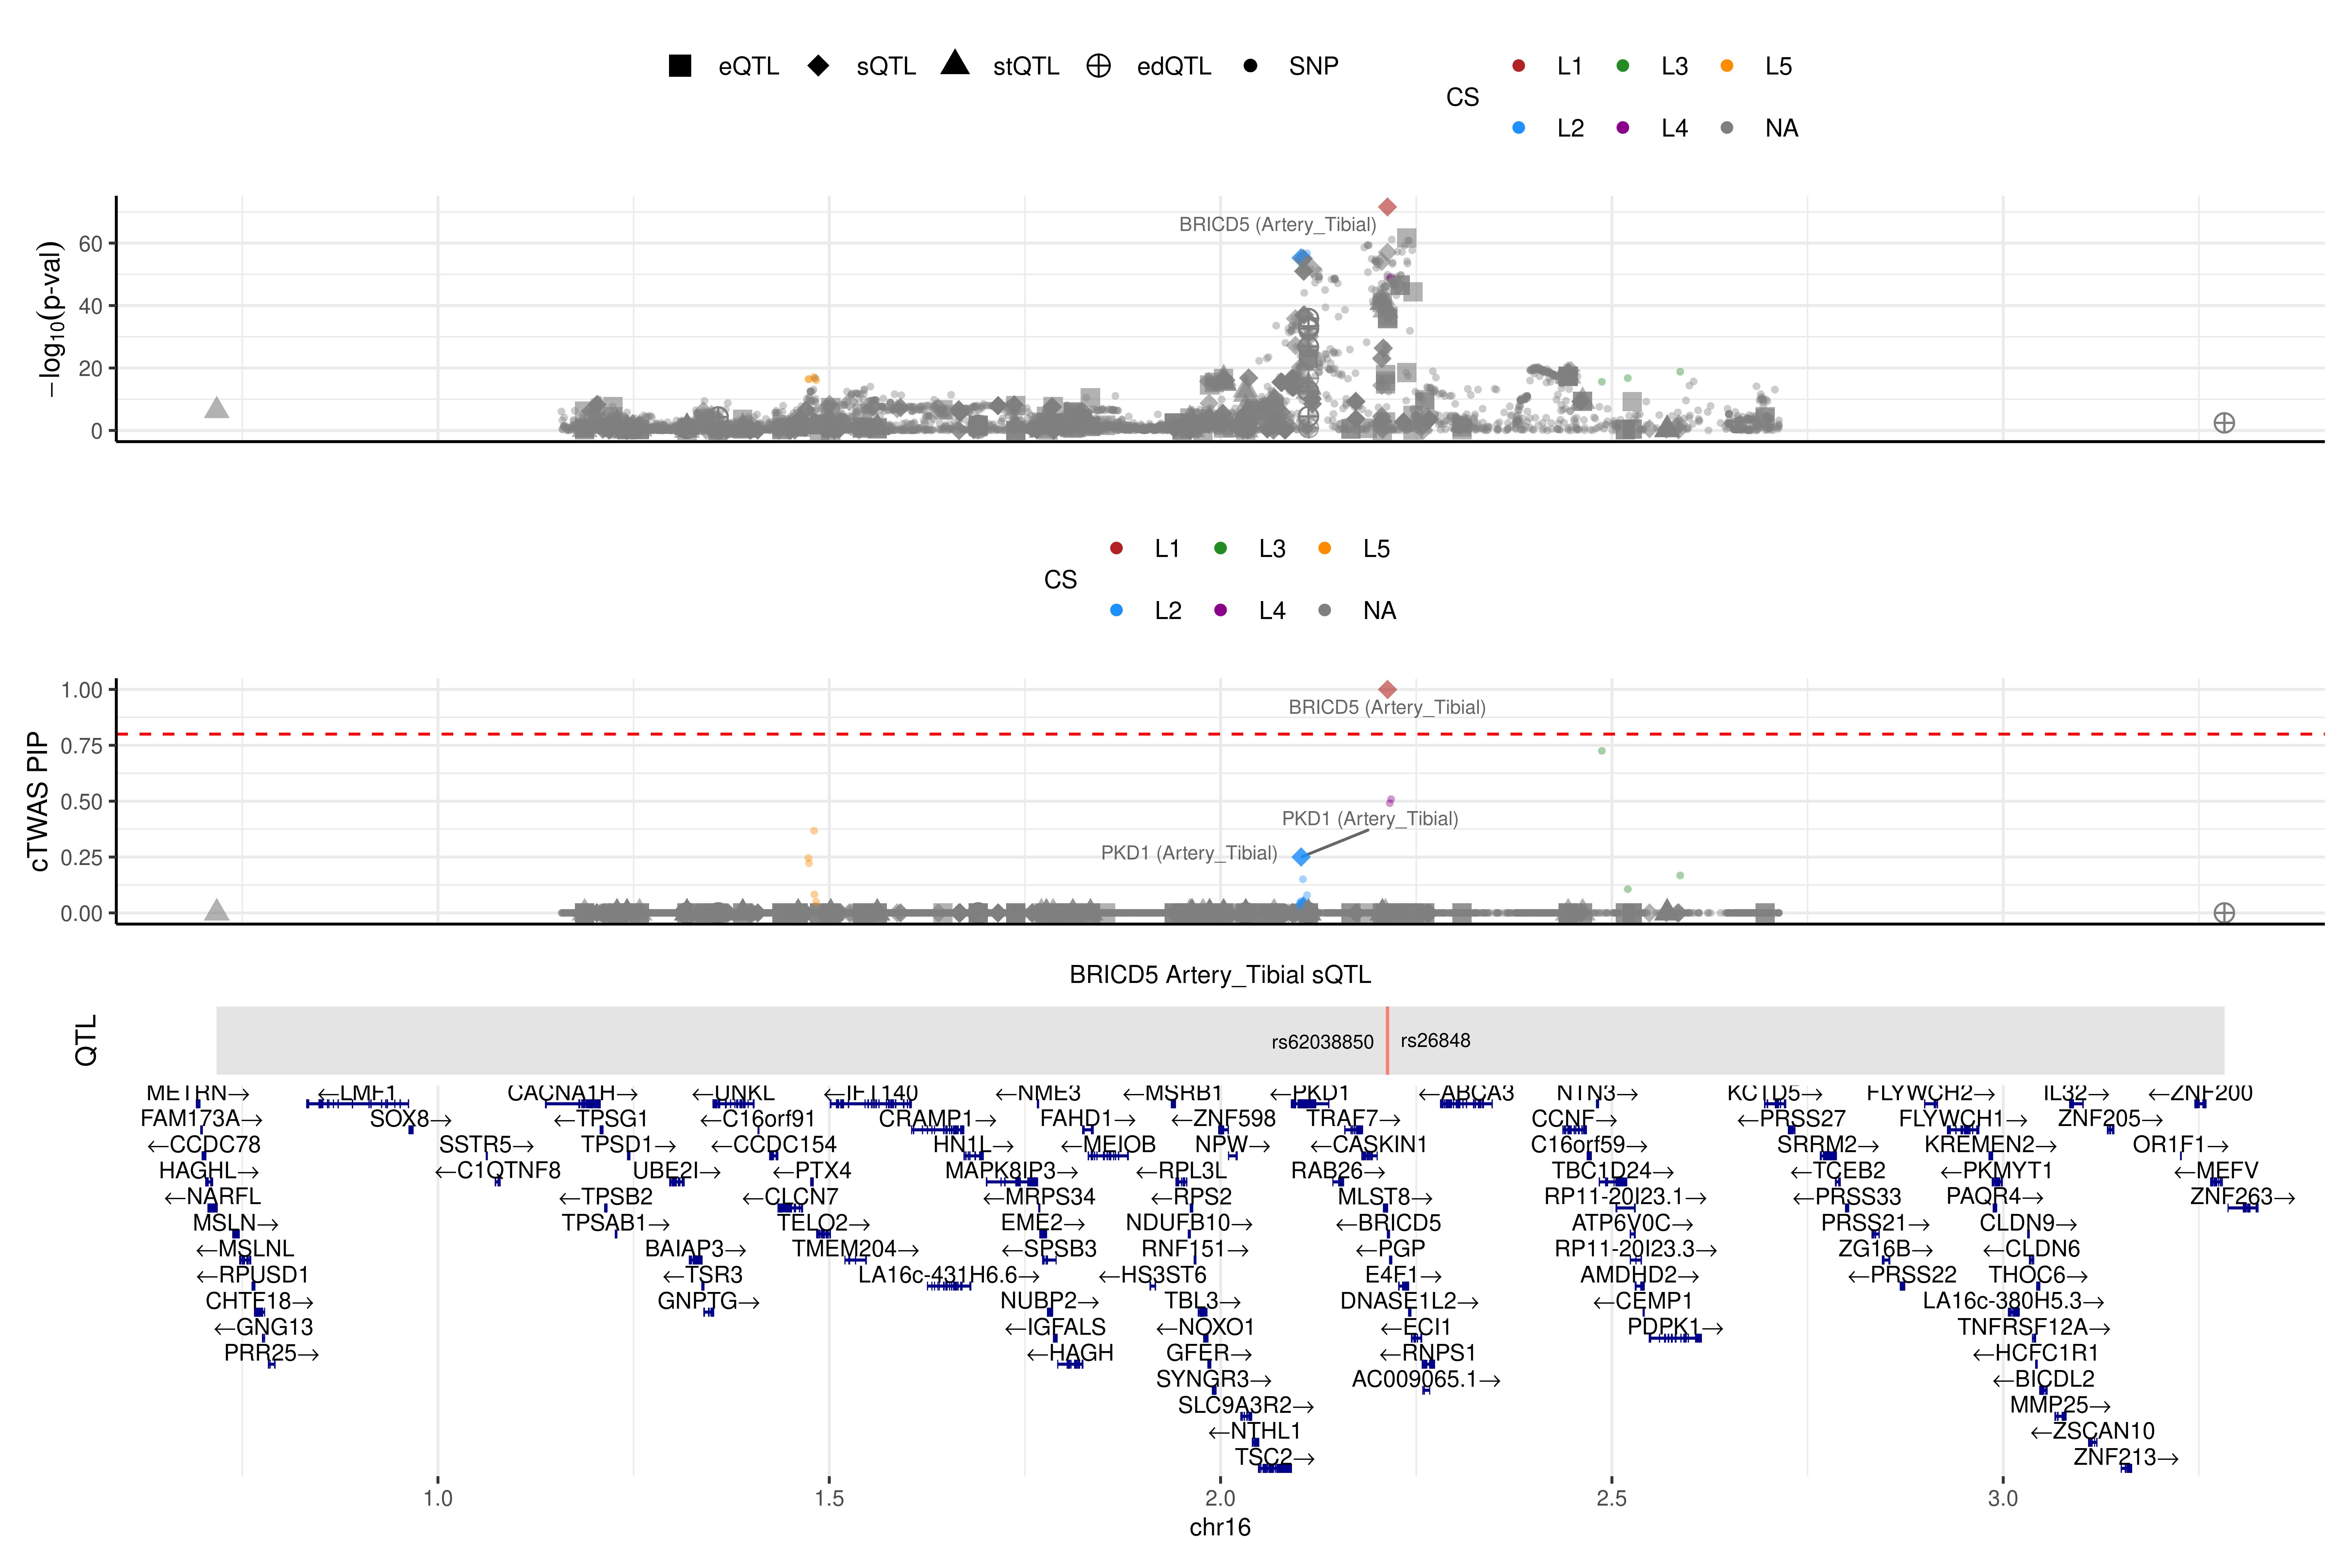 eQTL sQTL stQTL edQTL SNP
CS L1 L3 L5
L2 L4 NA
−log10(p-val)
60
40
20
0
BRICD5 (Artery_Tibial)
CS L1 L3 L5
L2 L4 NA
cTWAS PIP
1.00
0.75
0.50
0.25
0.00
BRICD5 (Artery_Tibial)
PKD1 (Artery_Tibial)
PKD1 (Artery_Tibial)
BRICD5 Artery_Tibial sQTL
QTL
rs62038850 rs26848
METRN→ ←LMF1 CACNA1H→ ←UNKL ←IFT140 ←NME3 ←MSRB1 ←PKD1 ←ABCA3 NTN3→ KCTD5→ FLYWCH2→ IL32→ ←ZNF200
FAM173A→ SOX8→ ←TPSG1 ←C16orf91 CRAMP1→ FAHD1→ ←ZNF598 TRAF7→ CCNF→ ←PRSS27 FLYWCH1→ ZNF205→
←CCDC78 SSTR5→ TPSD1→ ←CCDC154 HN1L→ ←MEIOB NPW→ ←CASKIN1 C16orf59→ SRRM2→ KREMEN2→ OR1F1→
HAGHL→ ←C1QTNF8 UBE2I→ ←PTX4 MAPK8IP3→ ←RPL3L RAB26→ TBC1D24→ ←TCEB2 ←PKMYT1 ←MEFV
←NARFL ←TPSB2 ←CLCN7 ←MRPS34 ←RPS2 MLST8→ RP11-20I23.1→ ←PRSS33 PAQR4→ ZNF263→
MSLN→ TPSAB1→ TELO2→ EME2→ NDUFB10→ ←BRICD5 ATP6V0C→ PRSS21→ CLDN9→
←MSLNL BAIAP3→ TMEM204→ ←SPSB3 RNF151→ ←PGP RP11-20I23.3→ ZG16B→ ←CLDN6
←RPUSD1 ←TSR3 LA16c-431H6.6→ ←HS3ST6 E4F1→ AMDHD2→ ←PRSS22 THOC6→
CHTF18→ GNPTG→ NUBP2→ TBL3→ DNASE1L2→ ←CEMP1 LA16c-380H5.3→
←GNG13 ←IGFALS ←NOXO1 ←ECI1 PDPK1→ TNFRSF12A→
PRR25→ ←HAGH GFER→ ←RNPS1 ←HCFC1R1
SYNGR3→ AC009065.1→ ←BICDL2
SLC9A3R2→ MMP25→
←NTHL1 ←ZSCAN10
TSC2→ ZNF213→
1.0 1.5 2.0 2.5 3.0
chr16